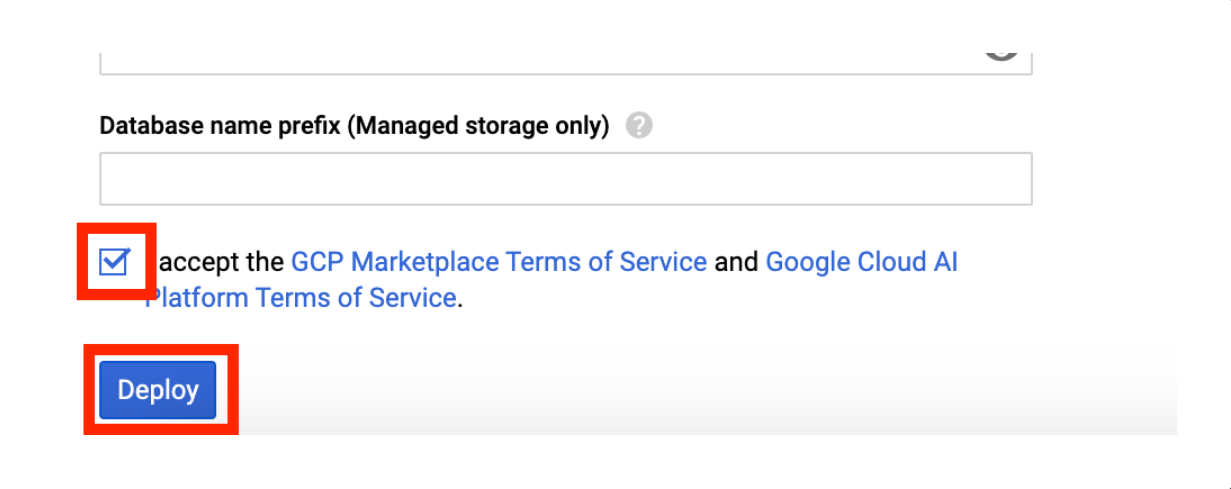 Database name prefix (Managed storage only) ?
accept the GCP Marketplace Terms of Service and Google Cloud AI
Platform Terms of Service.
Deploy